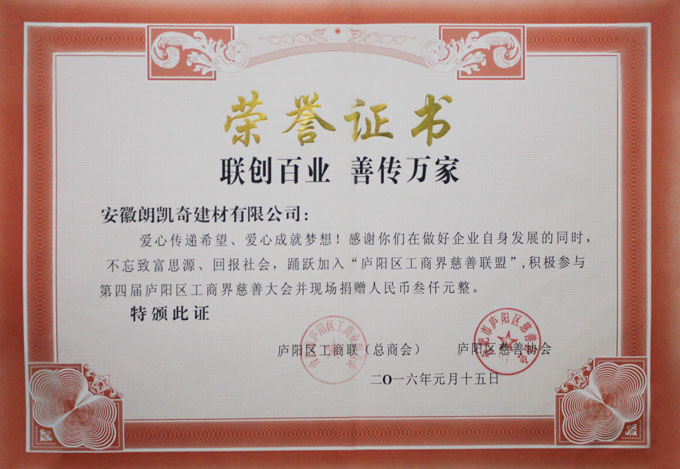 荣誉证书
联创百业 善传万家
安徽朗凯奇建材有限公司：
爱心传递希望、爱心成就梦想！感谢你们在做好企业自身发展的同时，
不忘致富思源、回报社会，踊跃加入“庐阳区工商界慈善联盟”，积极参与
第四届庐阳区工商界慈善大会并现场捐赠人民币叁仟元整。
特颁此证
庐阳区工商联（总商会） 庐阳区慈善协会
二O一六年元月十五日